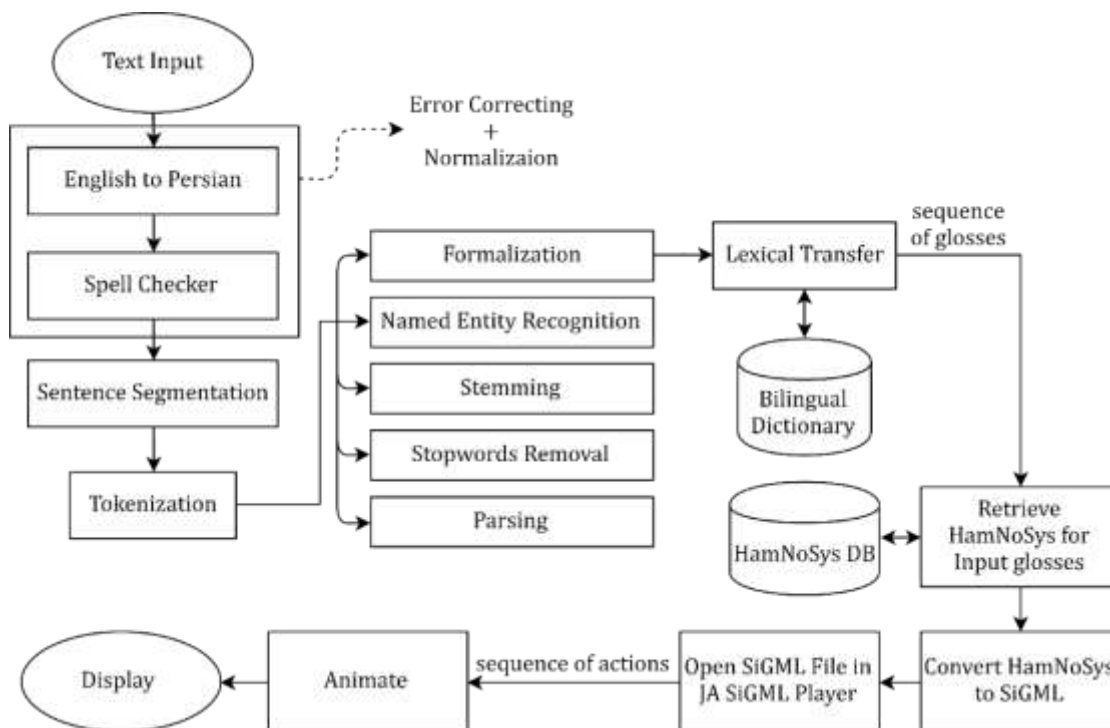 Text Input
Error Correcting
+
Normalizaion
English to Persian
Spell Checker
Sentence Segmentation
Tokenization
Formalization
Named Entity Recognition
Stemming
Stopwords Removal
Parsing
Lexical Transfer
sequence
of glosses
Bilingual
Dictionary
HamNoSys DB
Retrieve
HamNoSys for
Input glosses
Convert HamNoSys
to SiGML
Open SiGML File in
JA SiGML Player
sequence of actions
Animate
Display